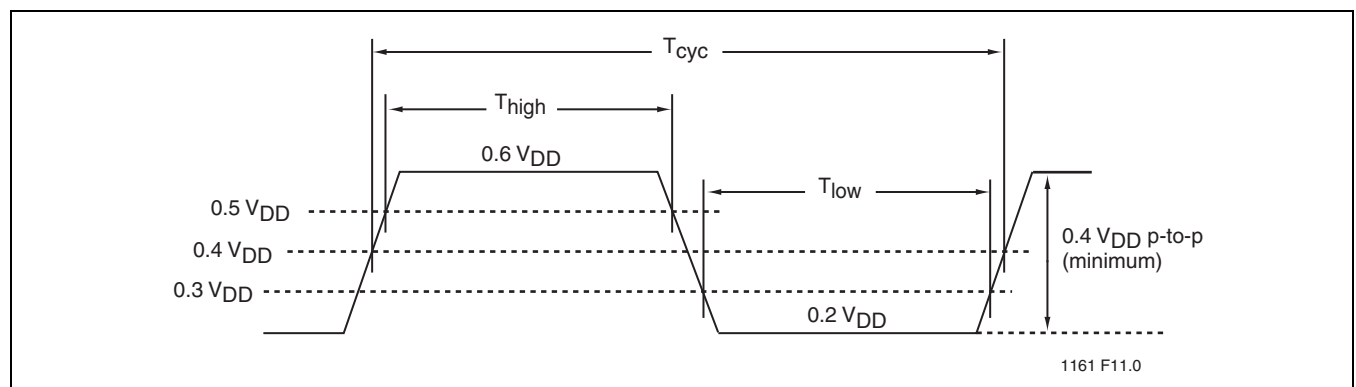 Tcyc
Thigh
0.6 VDD
Tlow
0.5 VDD
0.4 VDD
0.4 VDD p-to-p
(minimum)
0.3 VDD
0.2 VDD
1161 F11.0